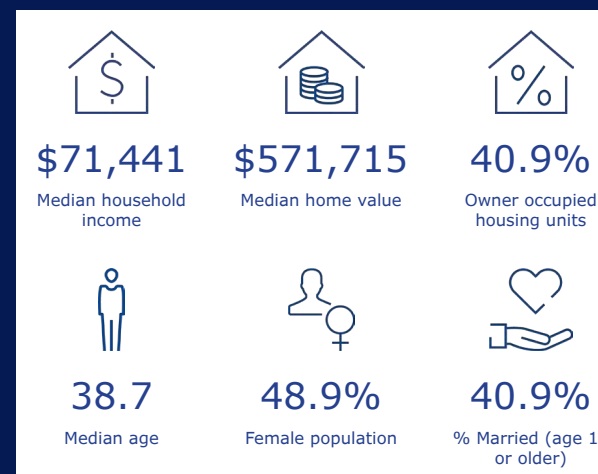 $
%
$71,441
$571,715
40.9%
Median household
income
Median home value
Owner occupied
housing units
38.7
48.9%
40.9%
Median age
Female population
% Married (age 1
or older)